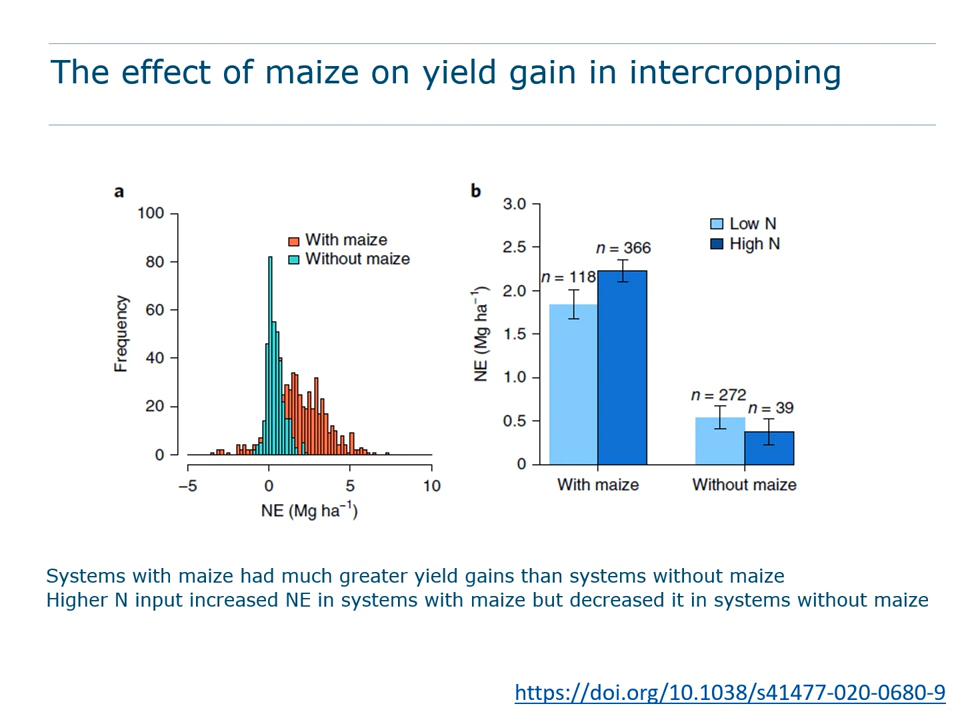 The effect of maize on yield gain in intercropping
a
100
80
60
40
20
0
Frequency
−5
0
5
10
NE (Mg ha⁻¹)
With maize
Without maize
b
3.0
2.5
2.0
1.5
1.0
0.5
0
NE (Mg ha⁻¹)
Low N
High N
n = 118
n = 366
n = 272
n = 39
With maize
Without maize
Systems with maize had much greater yield gains than systems without maize
Higher N input increased NE in systems with maize but decreased it in systems without maize
https://doi.org/10.1038/s41477-020-0680-9